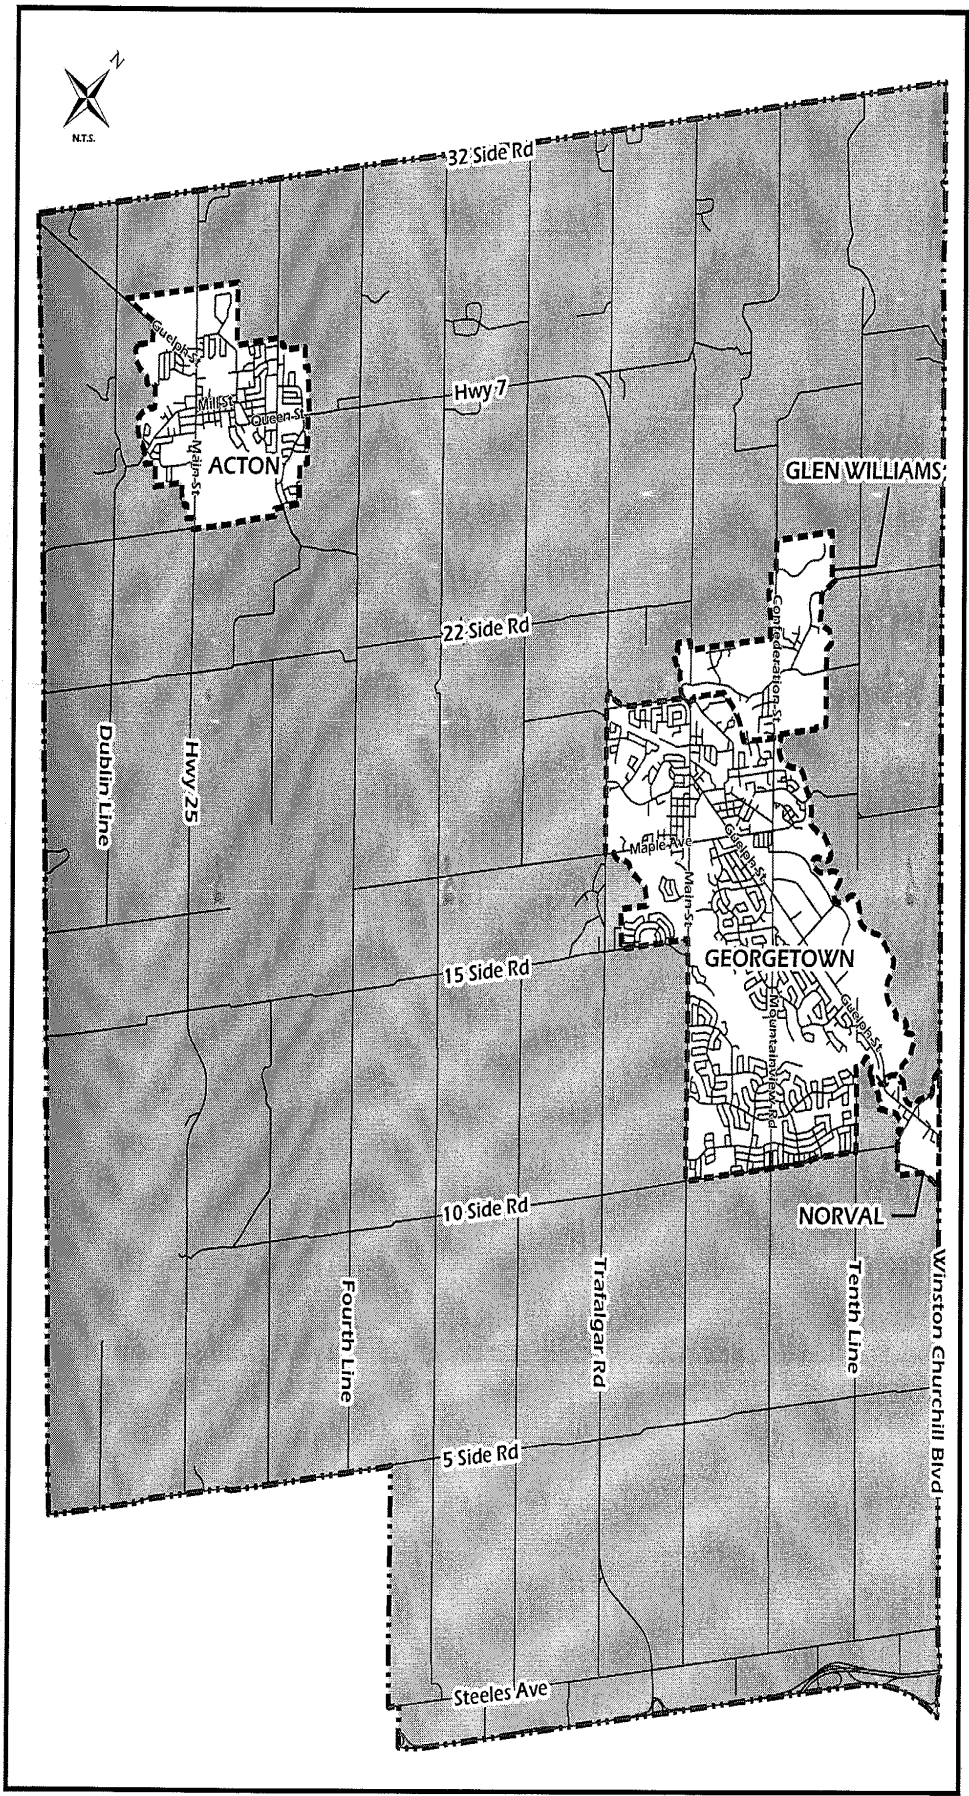 N
N.T.S.
32 Side Rd
Guelph St
Hwy 7
Mill St
Queen St
Main St
ACTON
GLEN WILLIAMS
Confederation St
22 Side Rd
Dublin Line
Hwy 25
Maple Ave
Guelph St
Main St
GEORGETOWN
15 Side Rd
Guelph St
Mountainview Rd
10 Side Rd
NORVAL
Fourth Line
Trafalgar Rd
Tenth Line
Winston Churchill Blvd
5 Side Rd
Steeles Ave